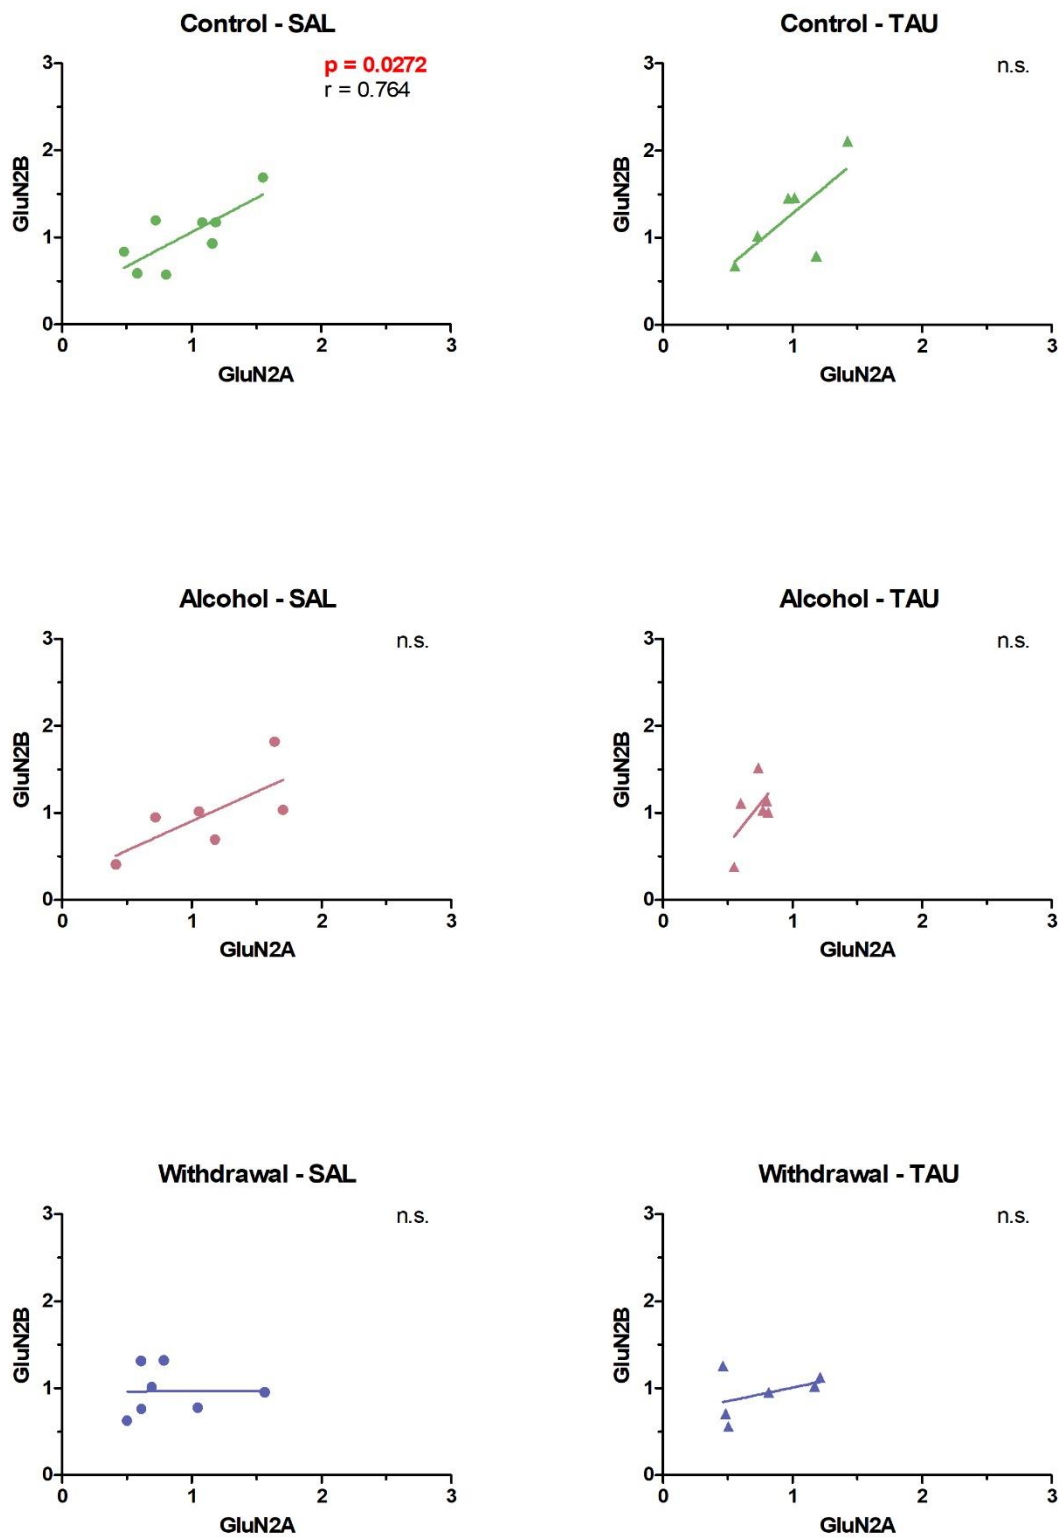 Control - SAL
p = 0.0272
r = 0.764
3
2
1
0
GluN2B
0
1
2
3
GluN2A
Control - TAU
n.s.
3
2
1
0
GluN2B
0
1
2
3
GluN2A
Alcohol - SAL
n.s.
3
2
1
0
GluN2B
0
1
2
3
GluN2A
Alcohol - TAU
n.s.
3
2
1
0
GluN2B
0
1
2
3
GluN2A
Withdrawal - SAL
n.s.
3
2
1
0
GluN2B
0
1
2
3
GluN2A
Withdrawal - TAU
n.s.
3
2
1
0
GluN2B
0
1
2
3
GluN2A